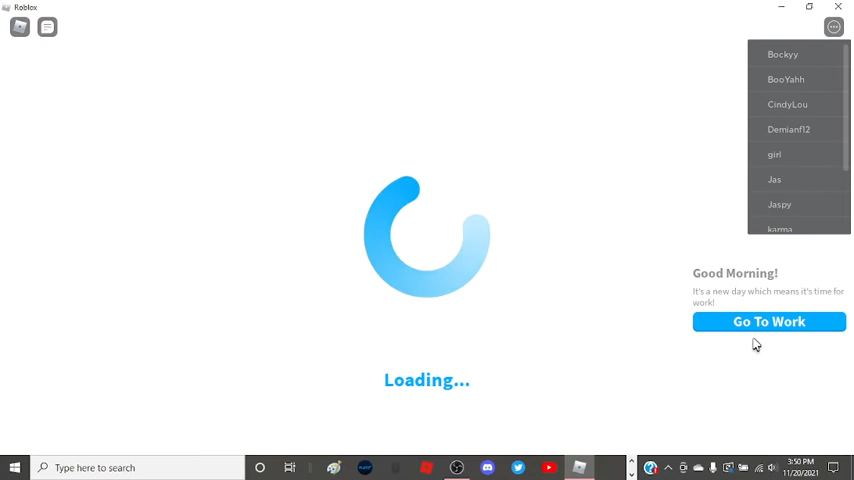 Roblox
Bockyy
BooYahh
CindyLou
Demianf12
girl
Jas
Jaspy
karma
Good Morning!
It's a new day which means it's time for
work!
Go To Work
Loading...
Type here to search
3:50 PM
11/20/2021